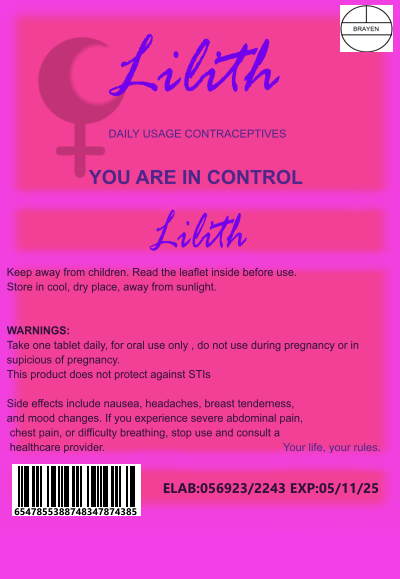 BRAYEN
Lilith
DAILY USAGE CONTRACEPTIVES
YOU ARE IN CONTROL
Lilith
Keep away from children. Read the leaflet inside before use.
Store in cool, dry place, away from sunlight.
WARNINGS:
Take one tablet daily, for oral use only , do not use during pregnancy or in
supicious of pregnancy.
This product does not protect against STIs
Side effects include nausea, headaches, breast tenderness,
and mood changes. If you experience severe abdominal pain,
chest pain, or difficulty breathing, stop use and consult a
healthcare provider.
Your life, your rules.
ELAB:056923/2243 EXP:05/11/25
6547855388748347874385